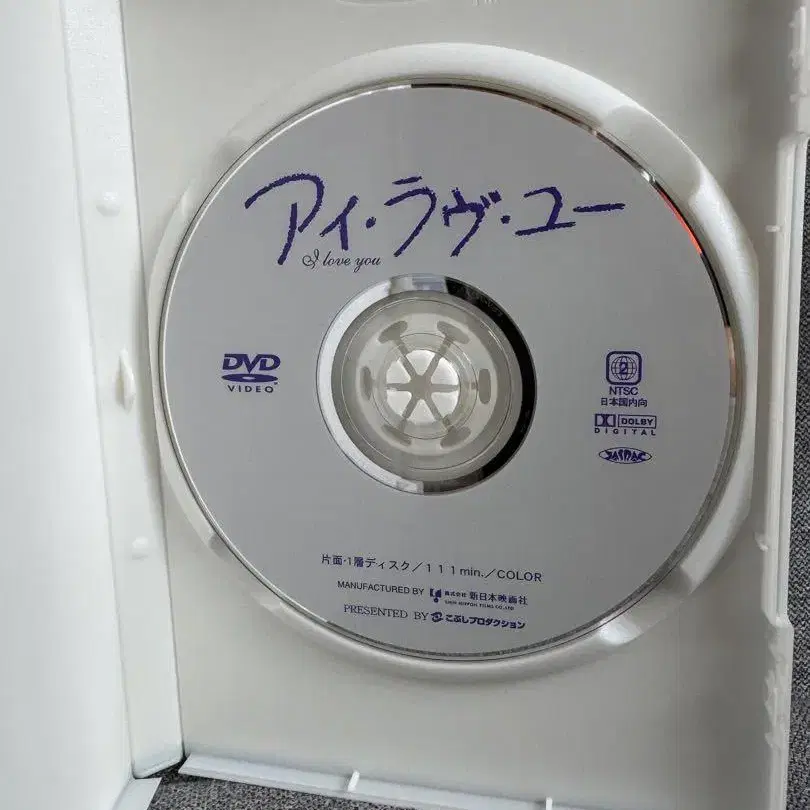 アイ・ラヴ・ユー
I love you
DVD
VIDEO
2
NTSC
日本国内向
DOLBY
DIGITAL
JASRAC
片面・1層ディスク／111min.／COLOR
MANUFACTURED BY 株式会社 新日本映画社
SHIN NIPPON FILMS CO.,LTD
PRESENTED BY こぶしプロダクション